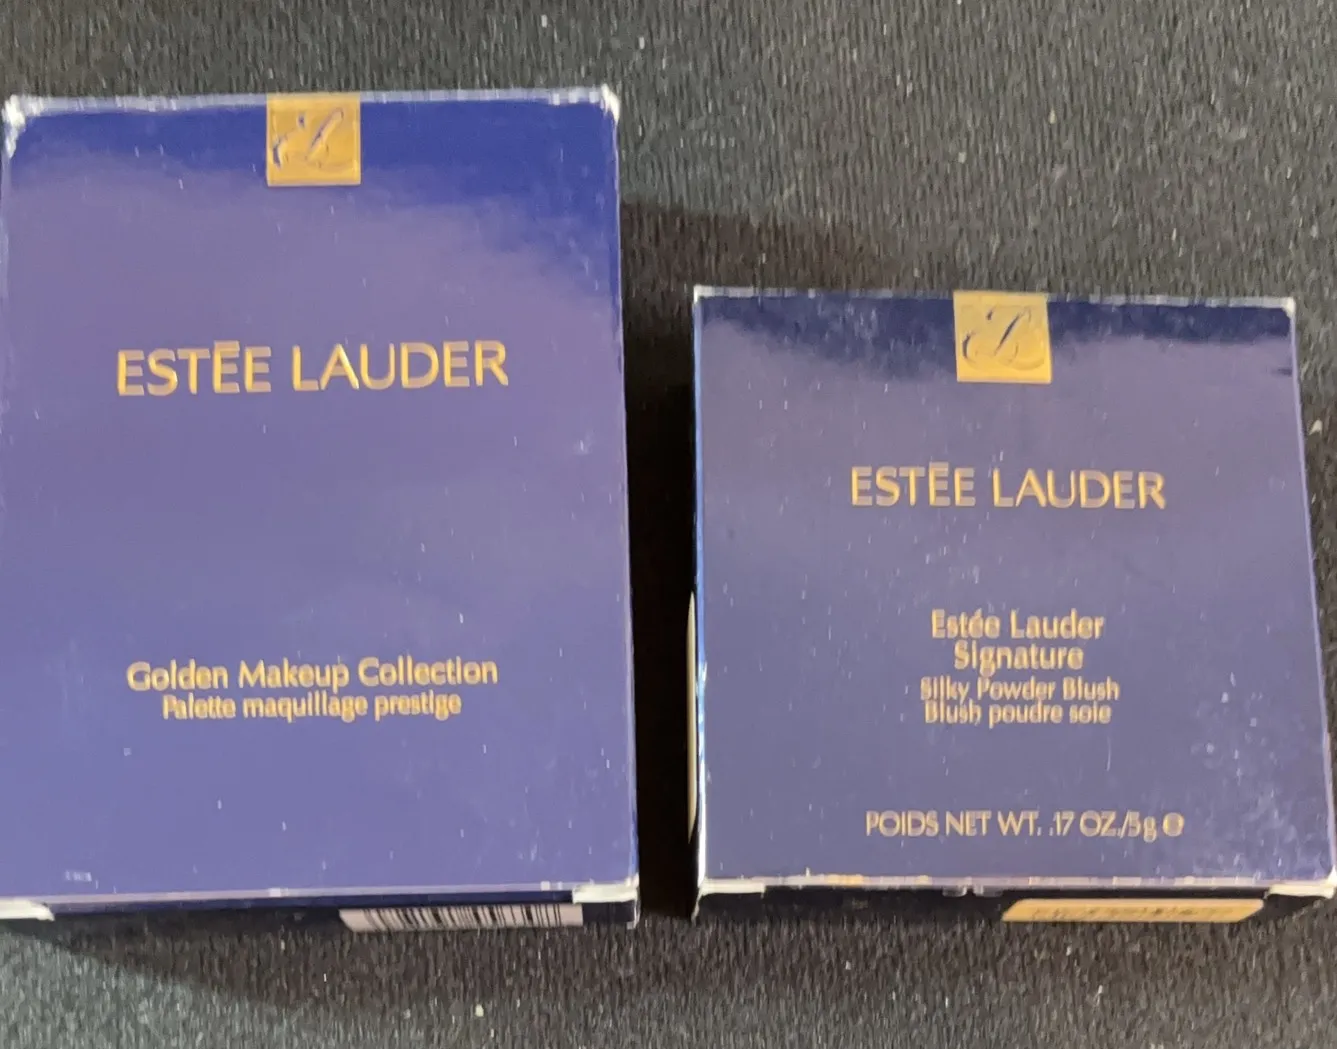 ESTĒE LAUDER
Golden Makeup Collection
Palette maquillage prestige
ESTĒE LAUDER
Estée Lauder
Signature
Silky Powder Blush
Blush poudre soie
POIDS NET WT. .17 OZ./5g ℮